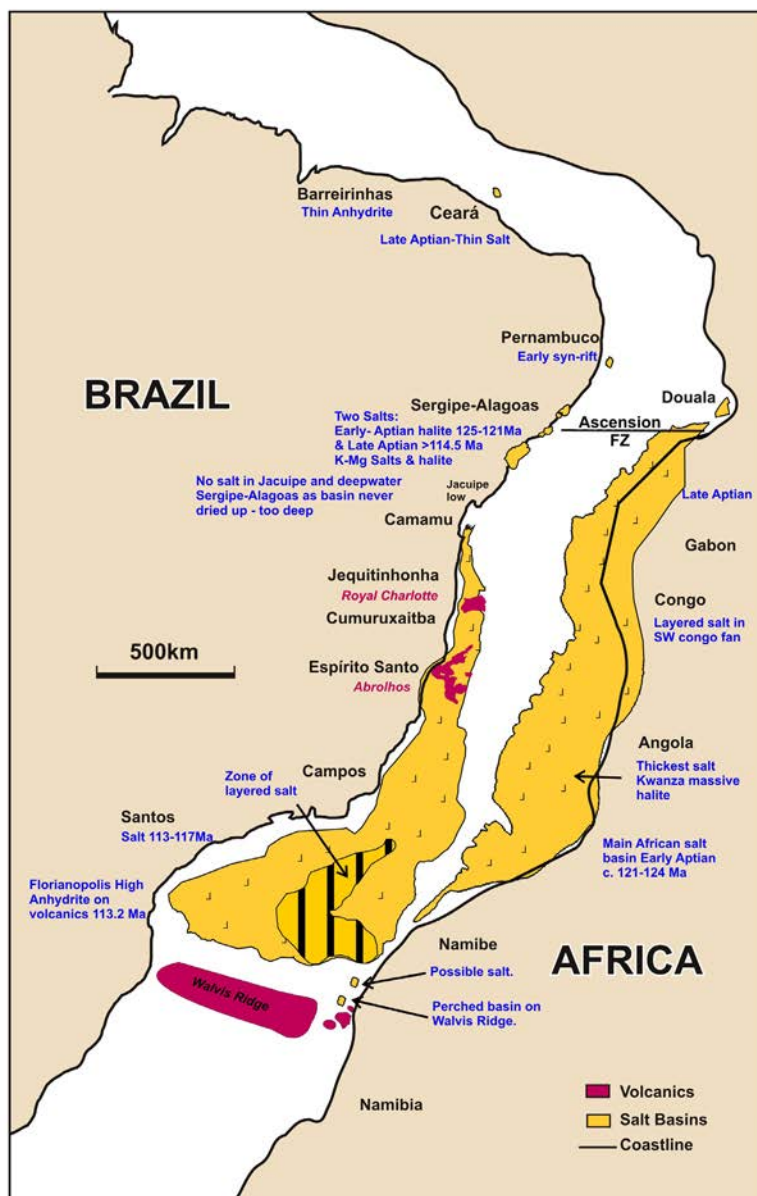 Barreirinhas
Thin Anhydrite
Ceará
Late Aptian-Thin Salt
Pernambuco
Early syn-rift
BRAZIL
Douala
Sergipe-Alagoas
Two Salts:
Early- Aptian halite 125-121Ma
& Late Aptian >114.5 Ma
K-Mg Salts & halite
Ascension
FZ
No salt in Jacuipe and deepwater
Sergipe-Alagoas as basin never
dried up - too deep
Jacuipe
low
Late Aptian
Camamu
Gabon
Jequitinhonha
Royal Charlotte
Cumuruxaitba
Congo
Layered salt in
SW congo fan
500km
Espírito Santo
Abrolhos
Angola
Thickest salt
Kwanza massive
halite
Zone of
layered salt
Campos
Santos
Salt 113-117Ma
Main African salt
basin Early Aptian
c. 121-124 Ma
Florianopolis High
Anhydrite on
volcanics 113.2 Ma
Namibe
AFRICA
Possible salt.
Walvis Ridge
Perched basin on
Walvis Ridge.
Namibia
Volcanics
Salt Basins
Coastline